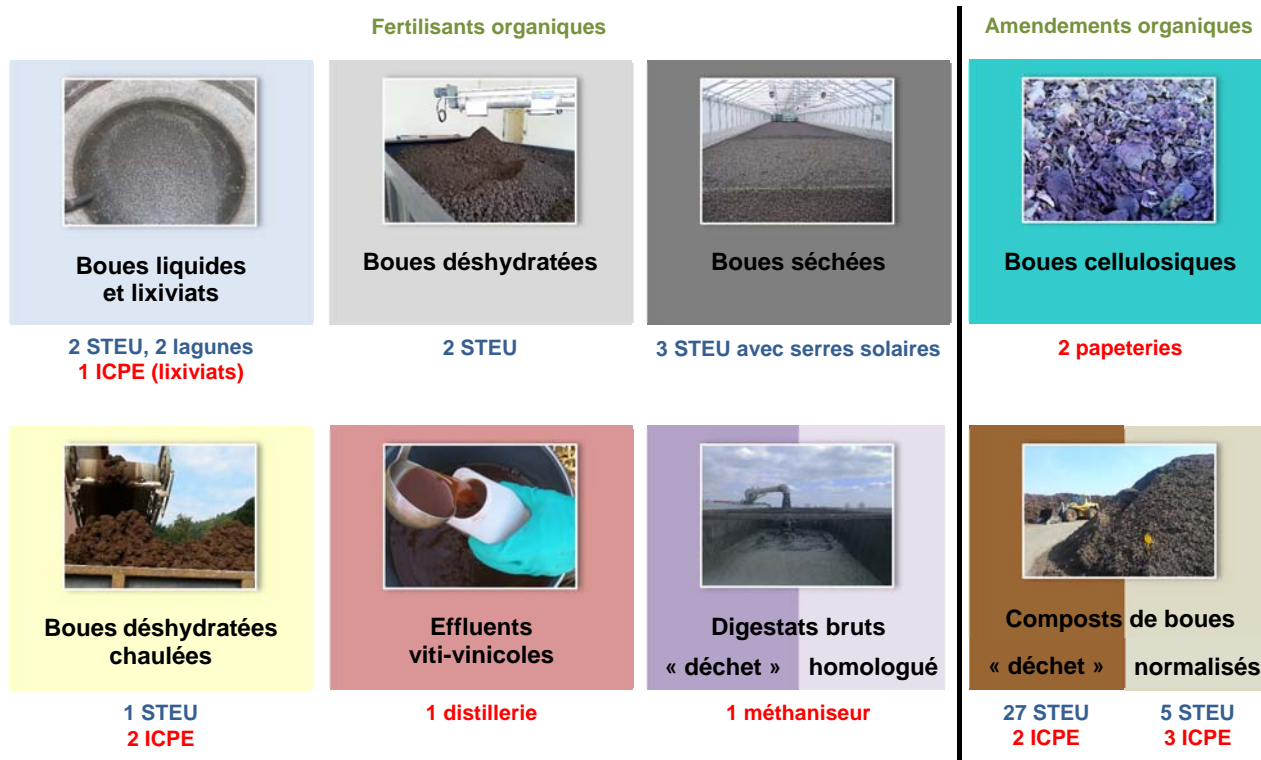 Fertilisants organiques
Amendements organiques
Boues liquides
et lixiviats
2 STEU, 2 lagunes
1 ICPE (lixiviats)
Boues déshydratées
2 STEU
Boues séchées
3 STEU avec serres solaires
Boues cellulosiques
2 papeteries
Boues déshydratées
chaulées
1 STEU
2 ICPE
Effluents
viti-vinicoles
1 distillerie
Digestats bruts
« déchet » homologué
1 méthaniseur
Composts de boues
« déchet » normalisés
27 STEU 5 STEU
2 ICPE 3 ICPE